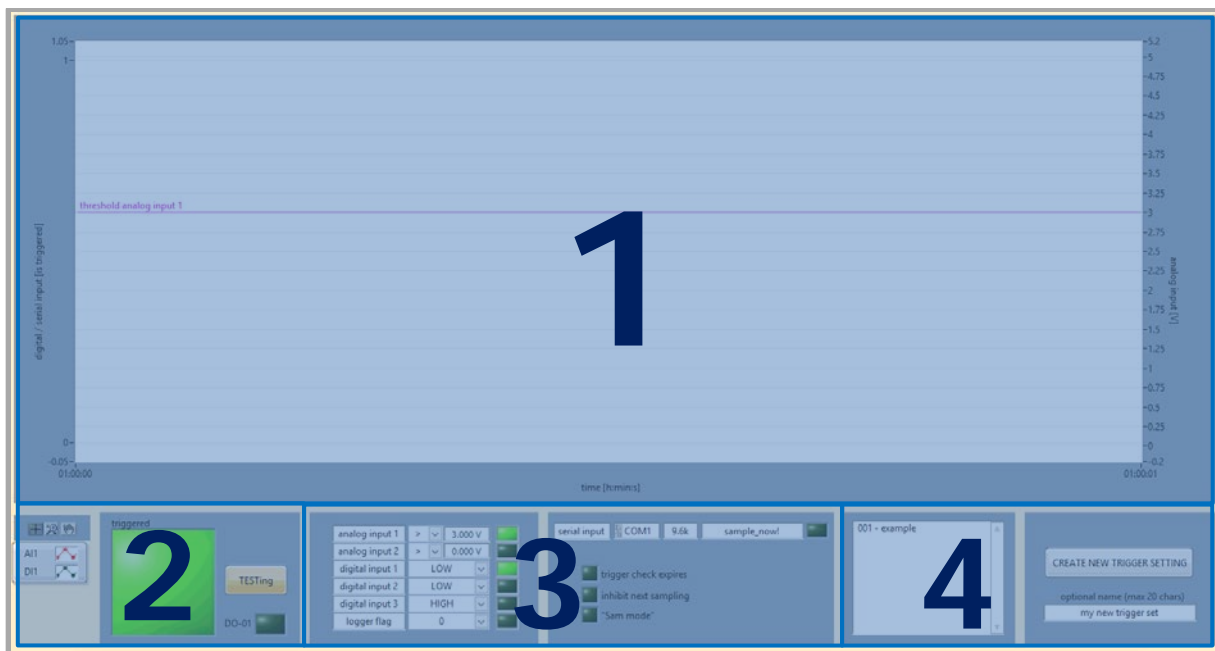 1.05
1
0
-0.05
digital / serial input [is triggered]
threshold analog input 1
1
5.2
5
4.75
4.5
4.25
4
3.75
3.5
3.25
3
2.75
2.5
2.25
2
1.75
1.5
1.25
1
0.75
0.5
0.25
0
-0.2
analog input [V]
01:00:00
01:00:01
time [h:min:s]
AI1
DI1
triggered
2
TESTing
DO-01
analog input 1 > 3.000 V
analog input 2 > 0.000 V
digital input 1 LOW
digital input 2 LOW
digital input 3 HIGH
logger flag 0
3
serial input COM1 9.6k sample_now!
trigger check expires
inhibit next sampling
"Sam mode"
001 - example
4
CREATE NEW TRIGGER SETTING
optional name (max 20 chars)
my new trigger set